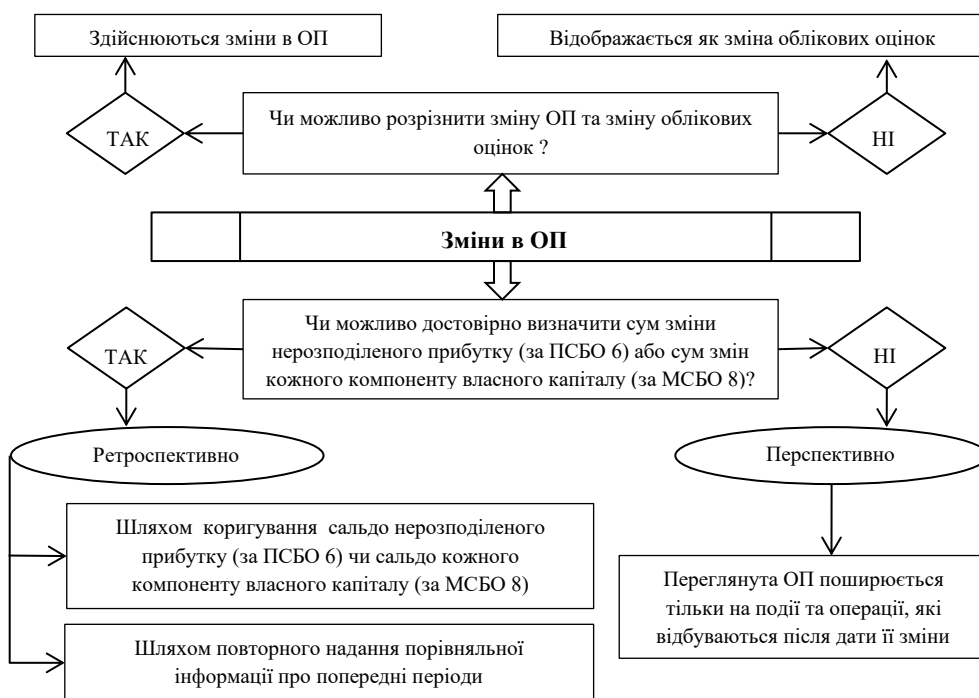 Здійснюються зміни в ОП
Відображається як зміна облікових оцінок
ТАК
Чи можливо розрізнити зміну ОП та зміну облікових
оцінок ?
НІ
Зміни в ОП
ТАК
Чи можливо достовірно визначити сум зміни
нерозподіленого прибутку (за ПСБО 6) або сум змін
кожного компоненту власного капіталу (за МСБО 8)?
НІ
Ретроспективно
Перспективно
Шляхом коригування сальдо нерозподіленого
прибутку (за ПСБО 6) чи сальдо кожного
компоненту власного капіталу (за МСБО 8)
Переглянута ОП поширюється
тільки на події та операції, які
відбуваються після дати її зміни
Шляхом повторного надання порівняльної
інформації про попередні періоди